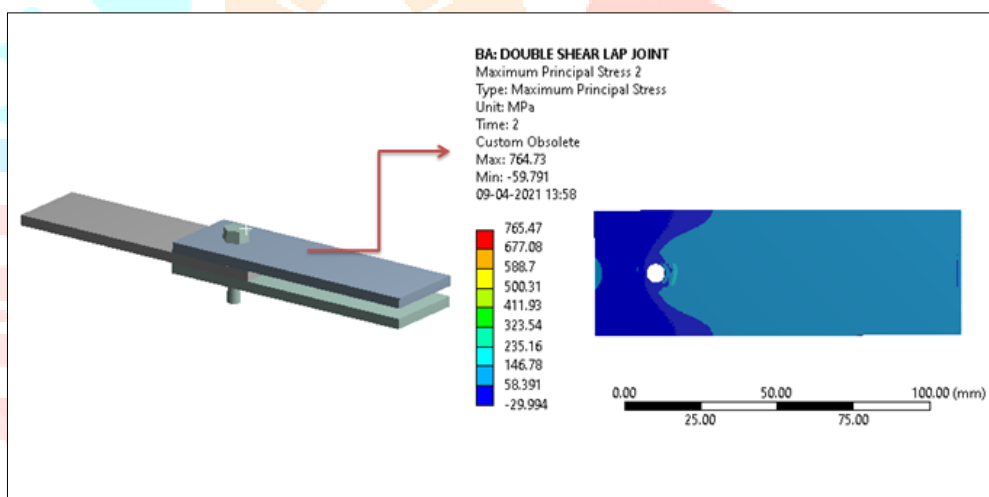 BA: DOUBLE SHEAR LAP JOINT
Maximum Principal Stress 2
Type: Maximum Principal Stress
Unit: MPa
Time: 2
Custom Obsolete
Max: 764.73
Min: -59.791
09-04-2021 13:58
765.47
677.08
588.7
500.31
411.93
323.54
235.16
146.78
58.391
-29.994
0.00 50.00 100.00 (mm)
25.00 75.00